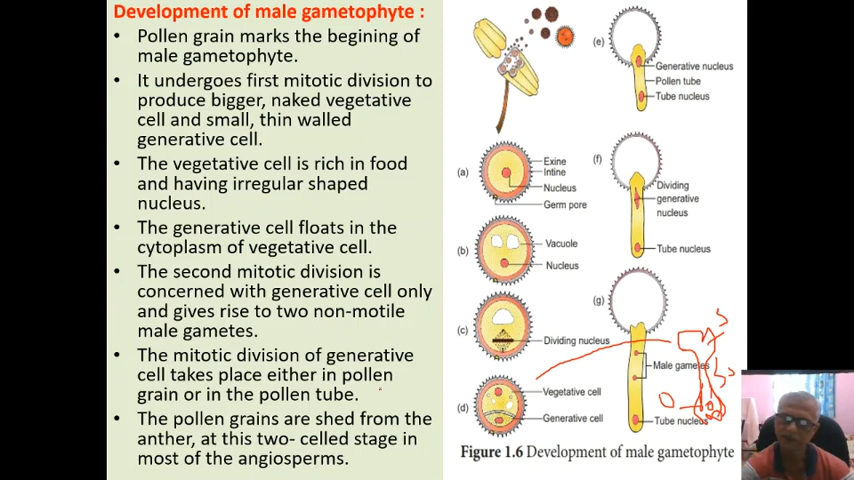 Development of male gametophyte :
• Pollen grain marks the begining of
male gametophyte.
• It undergoes first mitotic division to
produce bigger, naked vegetative
cell and small, thin walled
generative cell.
• The vegetative cell is rich in food
and having irregular shaped
nucleus.
• The generative cell floats in the
cytoplasm of vegetative cell.
• The second mitotic division is
concerned with generative cell only
and gives rise to two non-motile
male gametes.
• The mitotic division of generative
cell takes place either in pollen
grain or in the pollen tube.
• The pollen grains are shed from the
anther, at this two- celled stage in
most of the angiosperms.
(a)
Exine
Intine
Nucleus
Germ pore
(b)
Vacuole
Nucleus
(c)
Dividing nucleus
(d)
Vegetative cell
Generative cell
(e)
Generative nucleus
Pollen tube
Tube nucleus
(f)
Dividing
generative
nucleus
Tube nucleus
(g)
Male gametes
Tube nucleus
Figure 1.6 Development of male gametophyte